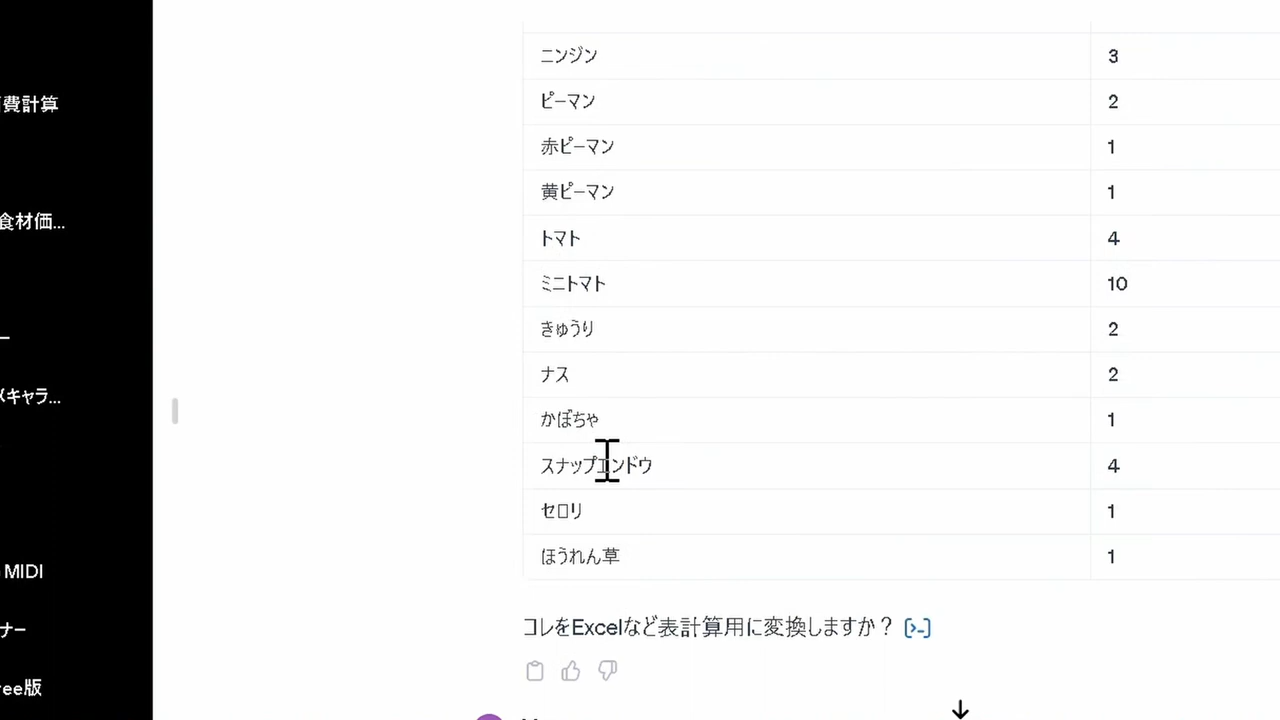 費計算
食材価...
ー
メキャラ...
MIDI
ナー
ree版
ニンジン 3
ピーマン 2
赤ピーマン 1
黄ピーマン 1
トマト 4
ミニトマト 10
きゅうり 2
ナス 2
かぼちゃ 1
スナップエンドウ 4
セロリ 1
ほうれん草 1
コレをExcelなど表計算用に変換しますか？ [>-]